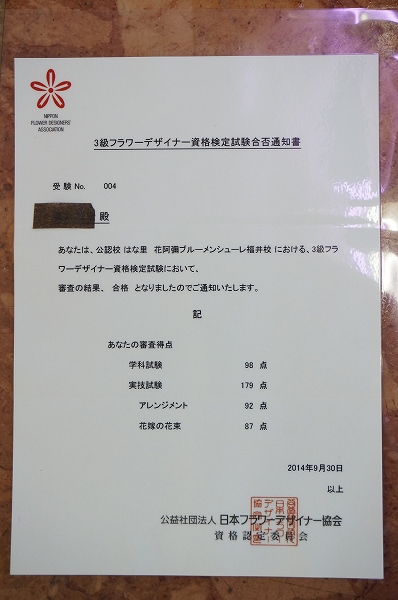 NIPPON
FLOWER DESIGNERS'
ASSOCIATION
3級フラワーデザイナー資格検定試験合否通知書
受験No. 004
殿
あなたは、公認校 はな里 花阿彌ブルーメンシューレ福井校 における、3級フラ
ワーデザイナー資格検定試験において、
審査の結果、 合格 となりましたのでご通知いたします。
記
あなたの審査得点
学科試験 98 点
実技試験 179 点
アレンジメント 92 点
花嫁の花束 87 点
2014年9月30日
以上
公益社団法人 日本フラワーデザイナー協会
資格認定委員会